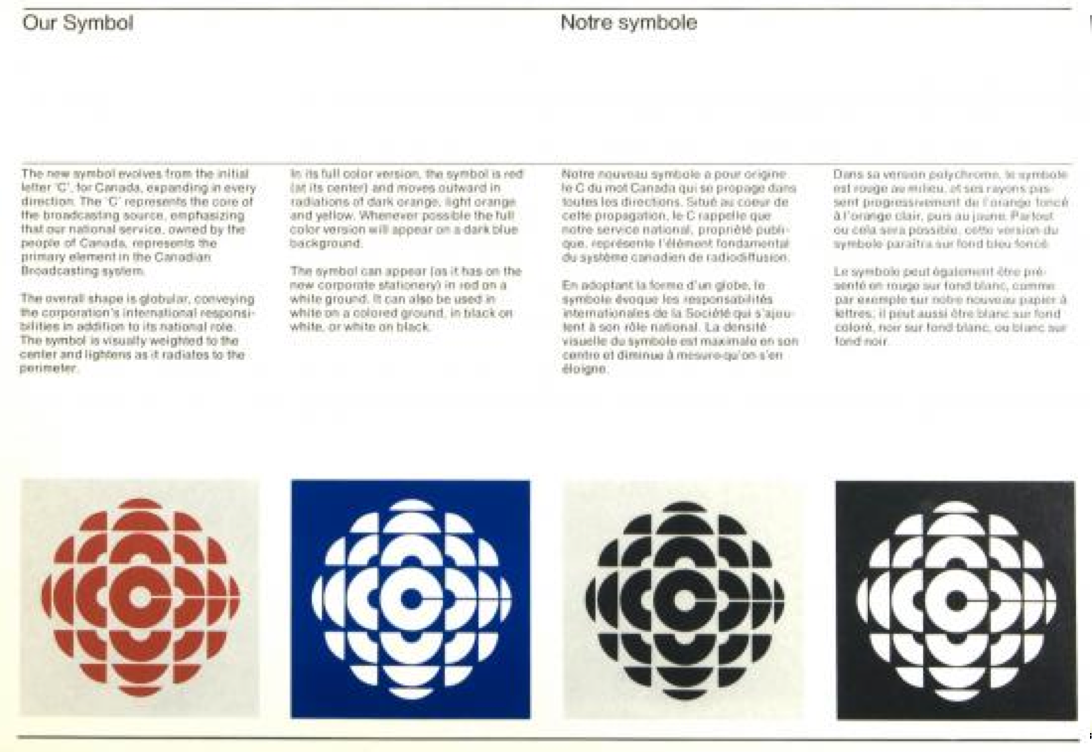 Our Symbol
The new symbol evolves from the initial
letter 'C', for Canada, expanding in every
direction. The 'C' represents the core of
the broadcasting source, emphasizing
that our national service, owned by the
people of Canada, represents the
primary element in the Canadian
Broadcasting system.
The overall shape is globular, conveying
the corporation's international responsi-
bilities in addition to its national role.
The symbol is visually weighted to the
center and lightens as it radiates to the
perimeter.
In its full color version, the symbol is red
(at its center) and moves outward in
radiations of dark orange, light orange
and yellow. Whenever possible the full
color version will appear on a dark blue
background.
The symbol can appear (as it has on the
new corporate stationery) in red on a
white ground. It can also be used in
white on a colored ground, in black on
white, or white on black.
Notre symbole
Notre nouveau symbole a pour origine
le C du mot Canada qui se propage dans
toutes les directions. Situé au coeur de
cette propagation, le C rappelle que
notre service national, propriété publi-
que, représente l'élément fondamental
du système canadien de radiodiffusion.
En adoptant la forme d'un globe, le
symbole évoque les responsabilités
internationales de la Société qui s'ajou-
tent à son rôle national. La densité
visuelle du symbole est maximale en son
centre et diminue à mesure qu'on s'en
éloigne.
Dans sa version polychrome, le symbole
est rouge au milieu, et ses rayons pas-
sent progressivement de l'orange foncé
à l'orange clair, puis au jaune. Partout
où cela sera possible, cette version du
symbole paraîtra sur fond bleu foncé.
Le symbole peut également être pré-
senté en rouge sur fond blanc, comme
par exemple sur notre nouveau papier à
lettres; il peut aussi être blanc sur fond
coloré, noir sur fond blanc, ou blanc sur
fond noir.